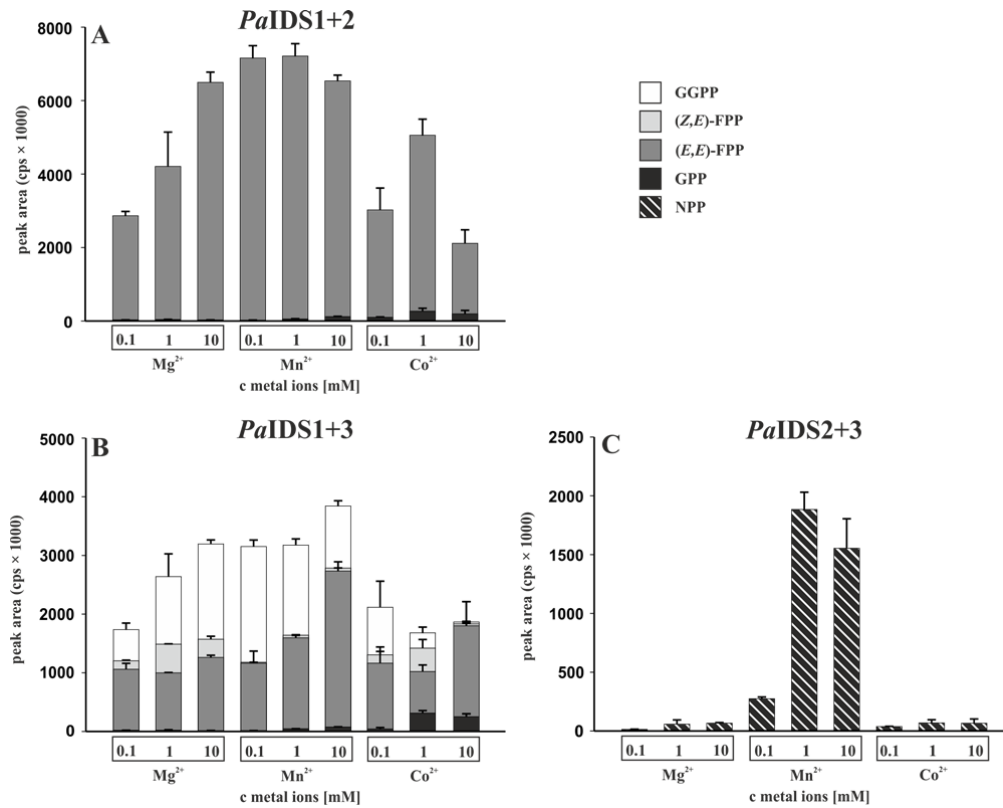 A
PaIDS1+2
8000
6000
4000
2000
0
peak area (cps × 1000)
0.1 1 10 0.1 1 10 0.1 1 10
Mg²⁺ Mn²⁺ Co²⁺
c metal ions [mM]
GGPP
(Z,E)-FPP
(E,E)-FPP
GPP
NPP
B
PaIDS1+3
5000
4000
3000
2000
1000
0
peak area (cps × 1000)
0.1 1 10 0.1 1 10 0.1 1 10
Mg²⁺ Mn²⁺ Co²⁺
c metal ions [mM]
C
PaIDS2+3
2500
2000
1500
1000
500
0
peak area (cps × 1000)
0.1 1 10 0.1 1 10 0.1 1 10
Mg²⁺ Mn²⁺ Co²⁺
c metal ions [mM]